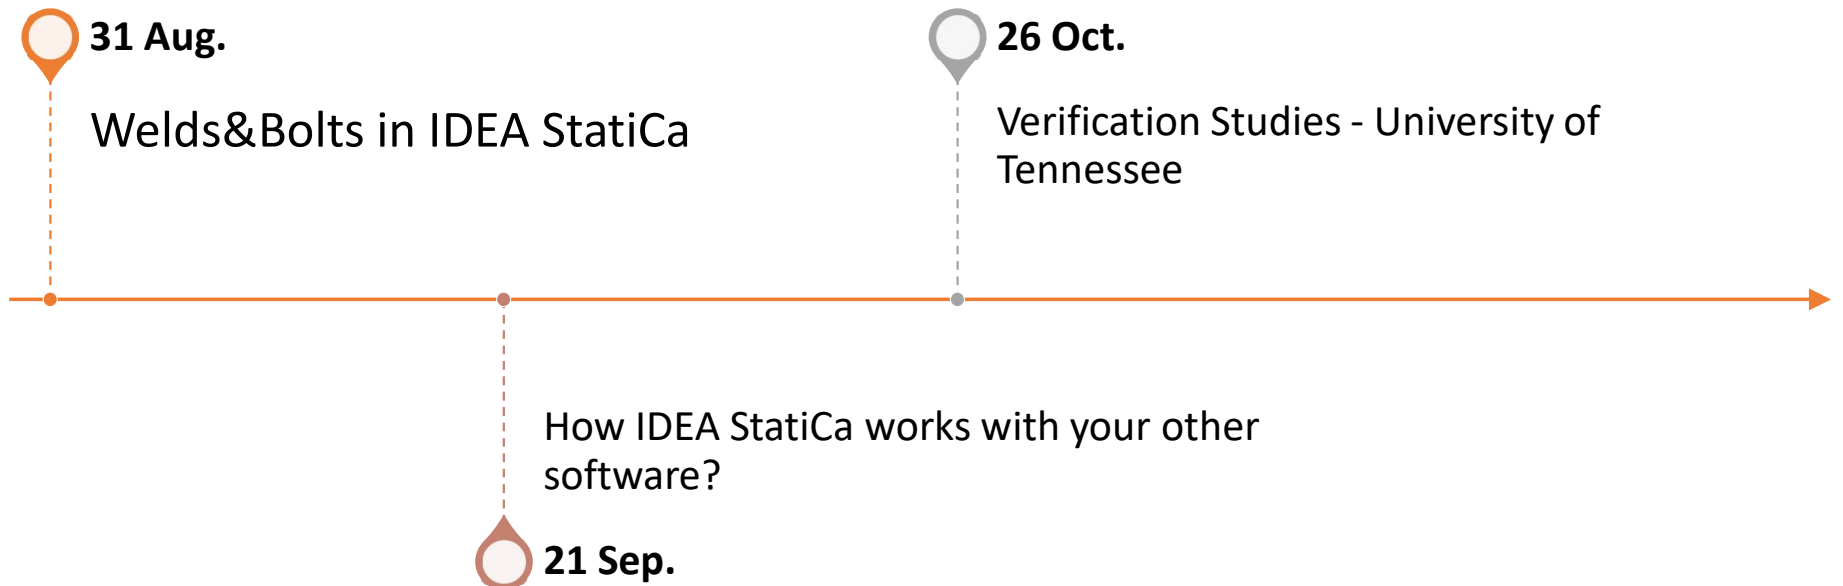 31 Aug.
Welds&Bolts in IDEA StatiCa
26 Oct.
Verification Studies - University of
Tennessee
How IDEA StatiCa works with your other
software?
21 Sep.